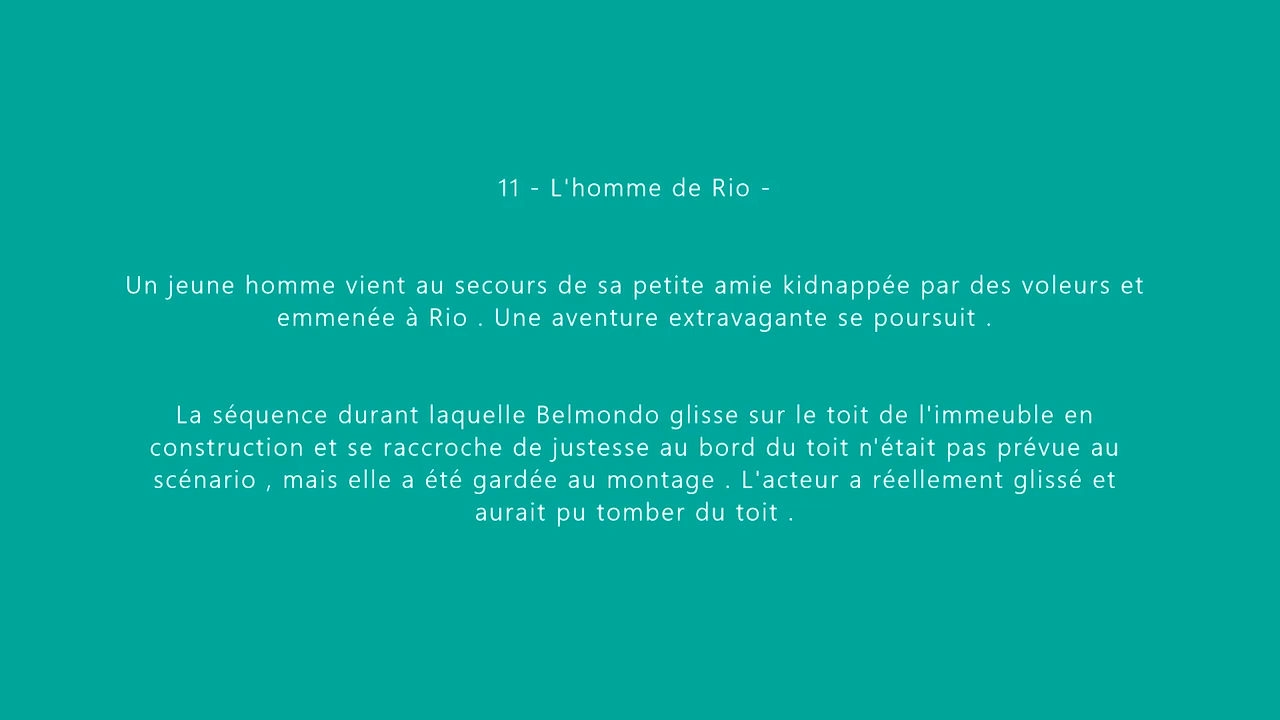 11 - L'homme de Rio -
Un jeune homme vient au secours de sa petite amie kidnappée par des voleurs et
emmenée à Rio . Une aventure extravagante se poursuit .
La séquence durant laquelle Belmondo glisse sur le toit de l'immeuble en
construction et se raccroche de justesse au bord du toit n'était pas prévue au
scénario , mais elle a été gardée au montage . L'acteur a réellement glissé et
aurait pu tomber du toit .